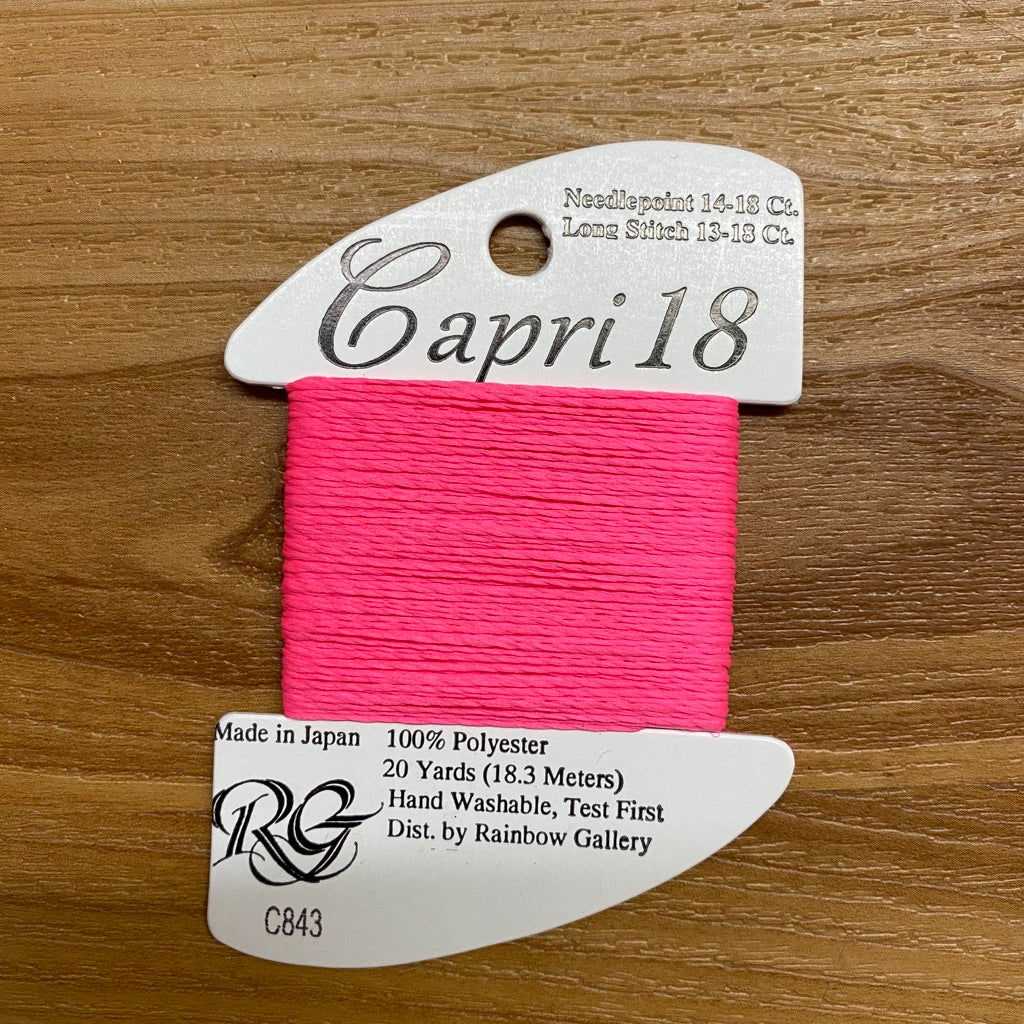 Needlepoint 14-18 Ct.
Long Stitch 13-18 Ct.
Capri 18
Made in Japan
100% Polyester
20 Yards (18.3 Meters)
Hand Washable, Test First
Dist. by Rainbow Gallery
RG
C843